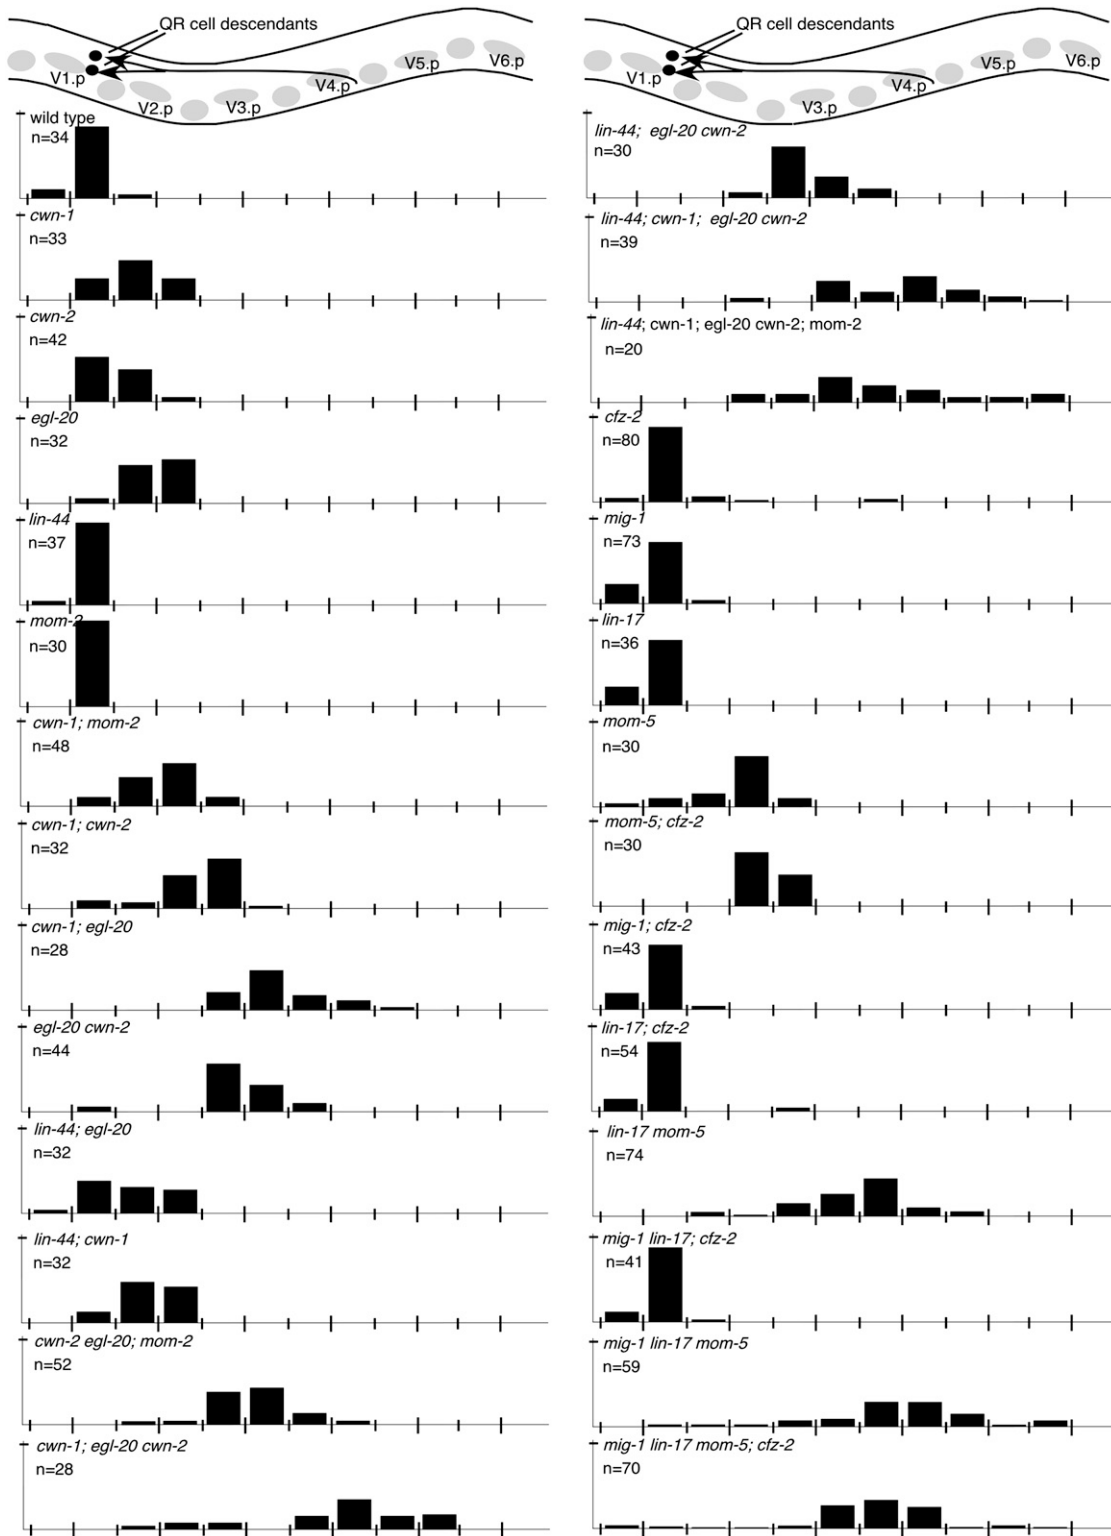 QR cell descendants
V1.p
V2.p
V3.p
V4.p
V5.p
V6.p
wild type
n=34
cwn-1
n=33
cwn-2
n=42
egl-20
n=32
lin-44
n=37
mom-2
n=30
cwn-1; mom-2
n=48
cwn-1; cwn-2
n=32
cwn-1; egl-20
n=28
egl-20 cwn-2
n=44
lin-44; egl-20
n=32
lin-44; cwn-1
n=32
cwn-2 egl-20; mom-2
n=52
cwn-1; egl-20 cwn-2
n=28
QR cell descendants
V1.p
V3.p
V4.p
V5.p
V6.p
lin-44; egl-20 cwn-2
n=30
lin-44; cwn-1; egl-20 cwn-2
n=39
lin-44; cwn-1; egl-20 cwn-2; mom-2
n=20
cfz-2
n=80
mig-1
n=73
lin-17
n=36
mom-5
n=30
mom-5; cfz-2
n=30
mig-1; cfz-2
n=43
lin-17; cfz-2
n=54
lin-17 mom-5
n=74
mig-1 lin-17; cfz-2
n=41
mig-1 lin-17 mom-5
n=59
mig-1 lin-17 mom-5; cfz-2
n=70